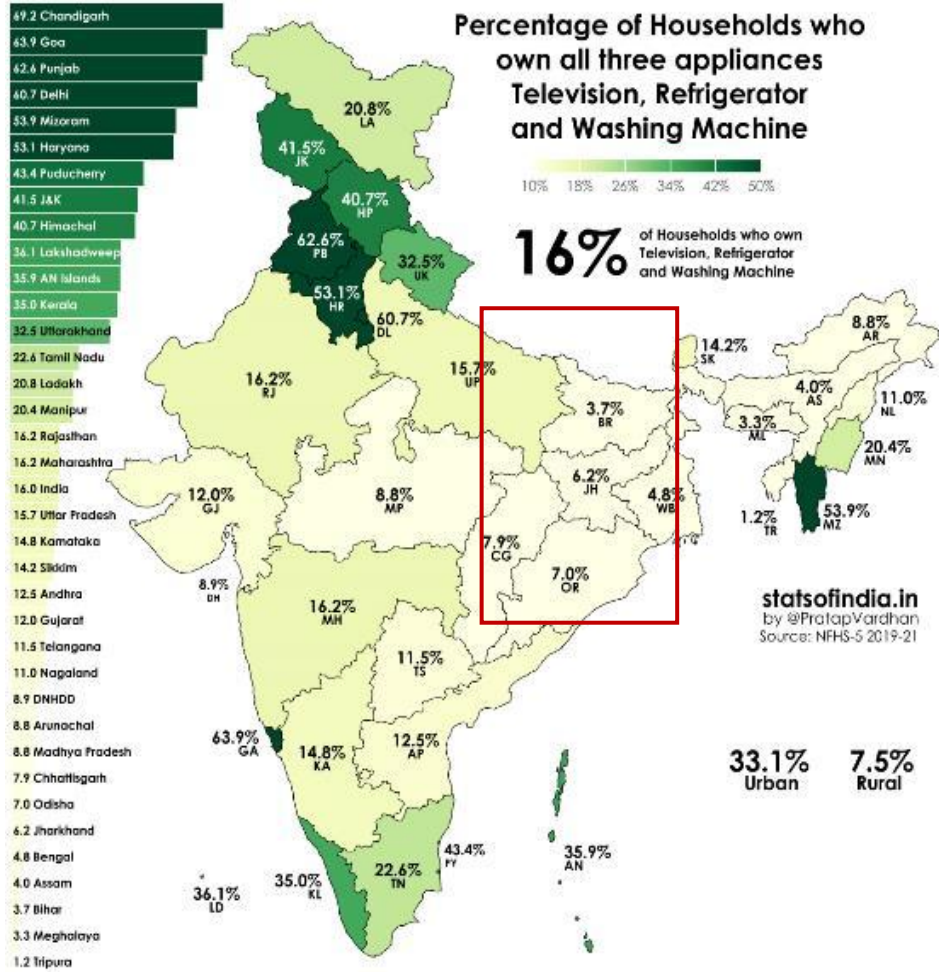 69.2 Chandigarh
63.9 Goa
62.6 Punjab
60.7 Delhi
53.9 Mizoram
53.1 Haryana
43.4 Puducherry
41.5 J&K
40.7 Himachal
36.1 Lakshadweep
35.9 AN Islands
35.0 Kerala
32.5 Uttarakhand
22.6 Tamil Nadu
20.8 Ladakh
20.4 Manipur
16.2 Rajasthan
16.2 Maharashtra
16.0 India
15.7 Uttar Pradesh
14.8 Karnataka
14.2 Sikkim
12.5 Andhra
12.0 Gujarat
11.5 Telangana
11.0 Nagaland
8.9 DNHDD
8.8 Arunachal
8.8 Madhya Pradesh
7.9 Chhattisgarh
7.0 Odisha
6.2 Jharkhand
4.8 Bengal
4.0 Assam
3.7 Bihar
3.3 Meghalaya
1.2 Tripura
Percentage of Households who
own all three appliances
Television, Refrigerator
and Washing Machine
10% 18% 26% 34% 42% 50%
16%
of Households who own
Television, Refrigerator
and Washing Machine
20.8%
LA
41.5%
JK
40.7%
HP
62.6%
PB
32.5%
UK
53.1%
HR
60.7%
DL
16.2%
RJ
15.7%
UP
14.2%
SK
8.8%
AR
4.0%
AS
11.0%
NL
3.7%
BR
3.3%
ML
20.4%
MN
12.0%
GJ
8.8%
MP
6.2%
JH
4.8%
WB
1.2%
TR
53.9%
MZ
7.9%
CG
7.0%
OR
8.9%
DH
16.2%
MH
11.5%
TS
63.9%
GA
14.8%
KA
12.5%
AP
43.4%
PY
22.6%
TN
35.0%
KL
36.1%
LD
35.9%
AN
statsofindia.in
by @PratapVardhan
Source: NFHS-5 2019-21
33.1%
Urban
7.5%
Rural